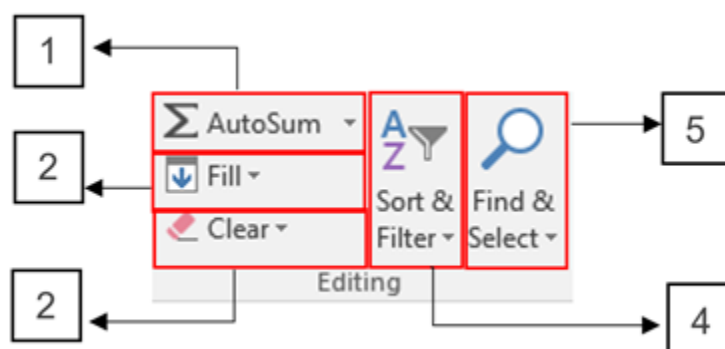 1
Σ AutoSum
2
Fill
2
Clear
A
Z
Sort &
Filter
Find &
Select
Editing
5
4